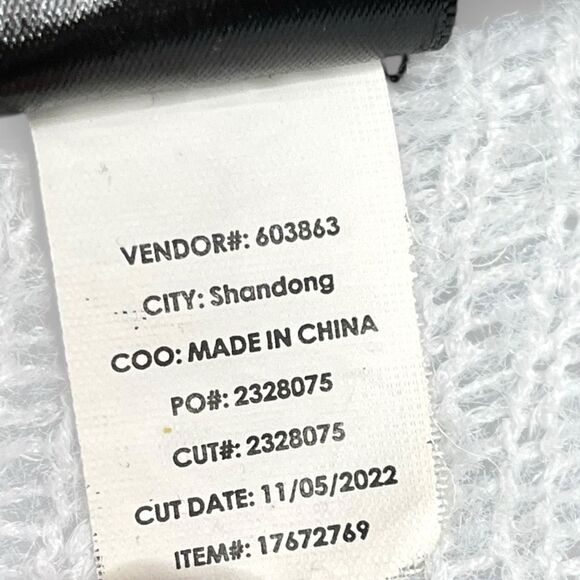 VENDOR#: 603863
CITY: Shandong
COO: MADE IN CHINA
PO#: 2328075
CUT#: 2328075
CUT DATE: 11/05/2022
ITEM#: 17672769